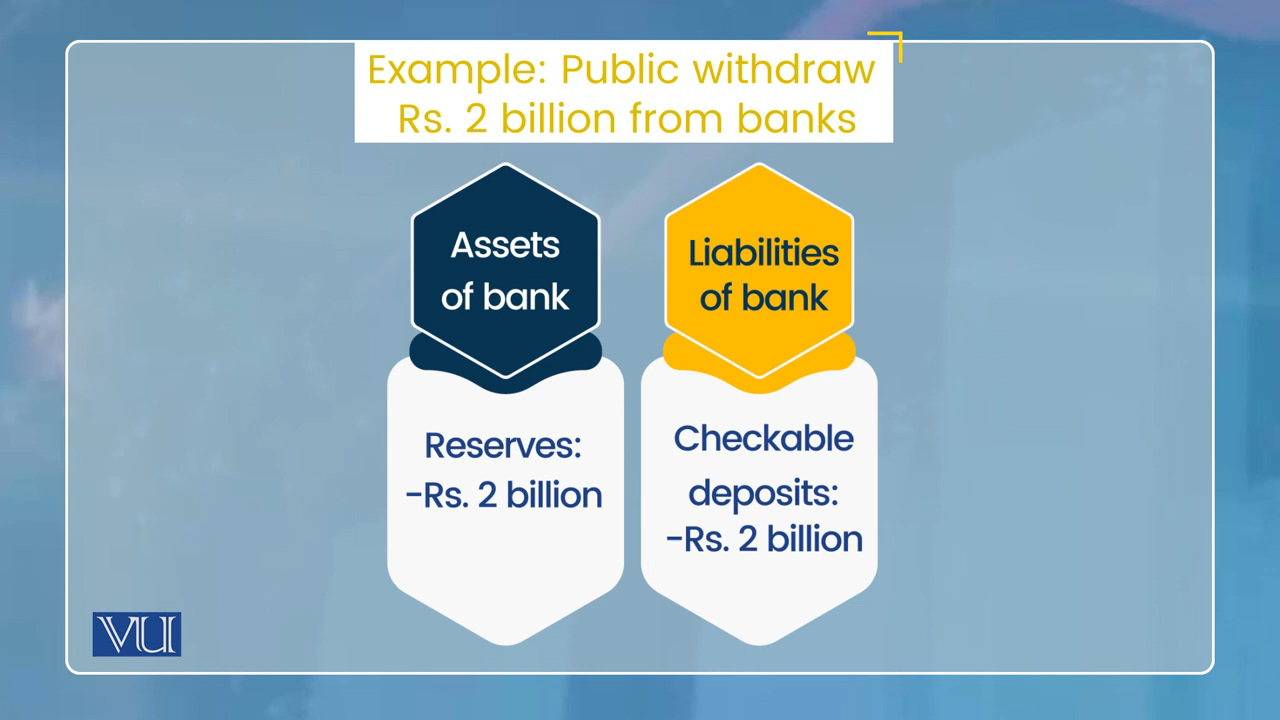 Example: Public withdraw
Rs. 2 billion from banks
Assets
of bank
Liabilities
of bank
Reserves:
-Rs. 2 billion
Checkable
deposits:
-Rs. 2 billion
VU